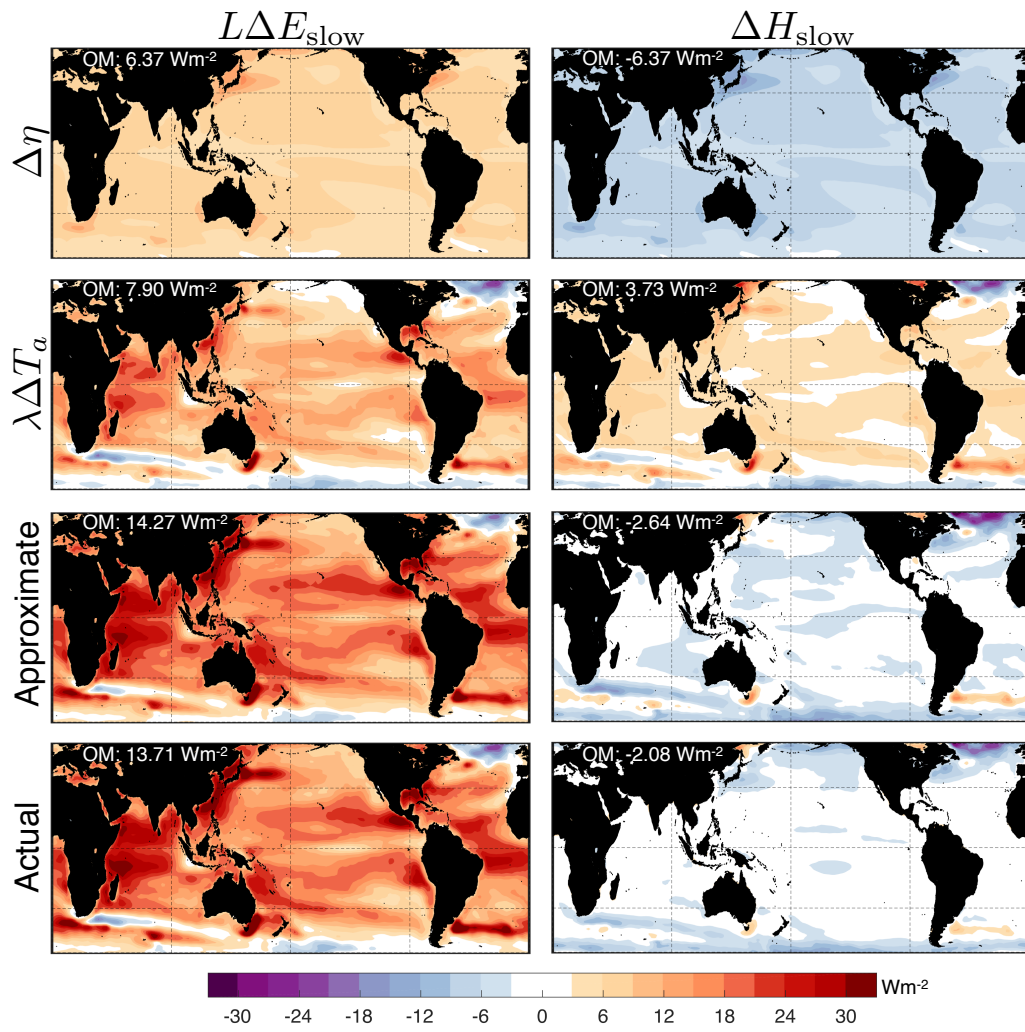 LΔE_slow
ΔH_slow
Δη
OM: 6.37 Wm⁻²
OM: -6.37 Wm⁻²
λΔT_a
OM: 7.90 Wm⁻²
OM: 3.73 Wm⁻²
Approximate
OM: 14.27 Wm⁻²
OM: -2.64 Wm⁻²
Actual
OM: 13.71 Wm⁻²
OM: -2.08 Wm⁻²
Wm⁻²
-30 -24 -18 -12 -6 0 6 12 18 24 30